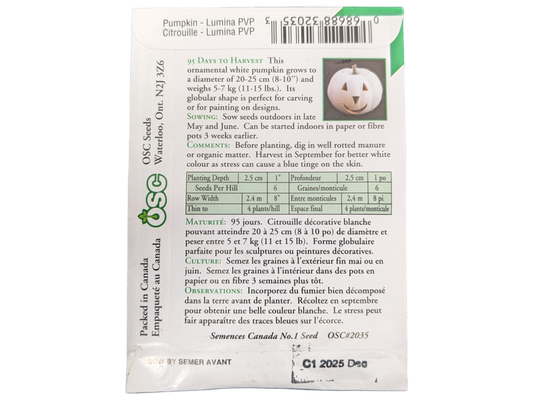 Pumpkin - Lumina PVP
Citrouille - Lumina PVP
0 68688 32035 3
95 DAYS TO HARVEST This
ornamental white pumpkin grows to
a diameter of 20-25 cm (8-10") and
weighs 5-7 kg (11-15 lbs.). Its
globular shape is perfect for carving
or for painting on designs.
SOWING: Sow seeds outdoors in late
May and June. Can be started indoors in paper or fibre
pots 3 weeks earlier.
COMMENTS: Before planting, dig in well rotted manure
or organic matter. Harvest in September for better white
colour as stress can cause a blue tinge on the skin.
Planting Depth 2.5 cm 1" Profondeur 2,5 cm 1 po
Seeds Per Hill 6 Graines/monticule 6
Row Width 2.4 m 8" Entre monticules 2,4 m 8 pi
Thin to 4 plants/hill Espace final 4 plants/monticule
MATURITÉ: 95 jours. Citrouille décorative blanche
pouvant atteindre 20 à 25 cm (8 à 10 po) de diamètre et
peser entre 5 et 7 kg (11 et 15 lb). Forme globulaire
parfaite pour les sculptures ou peintures décoratives.
CULTURE: Semez les graines à l'extérieur fin mai ou en
juin. Semez les graines à l'intérieur dans des pots en
papier ou en fibre 3 semaines plus tôt.
OBSERVATIONS: Incorporez du fumier bien décomposé
dans la terre avant de planter. Récoltez en septembre
pour obtenir une belle couleur blanche. Le stress peut
fair apparaître des traces bleues sur l'écorce.
Semences Canada No.1 Seed OSC#2035
BY SEMER AVANT
C1 2025 Dec
Packed in Canada
Empaqueté au Canada
OSC
OSC Seeds
Waterloo, Ont. N2J 3Z6